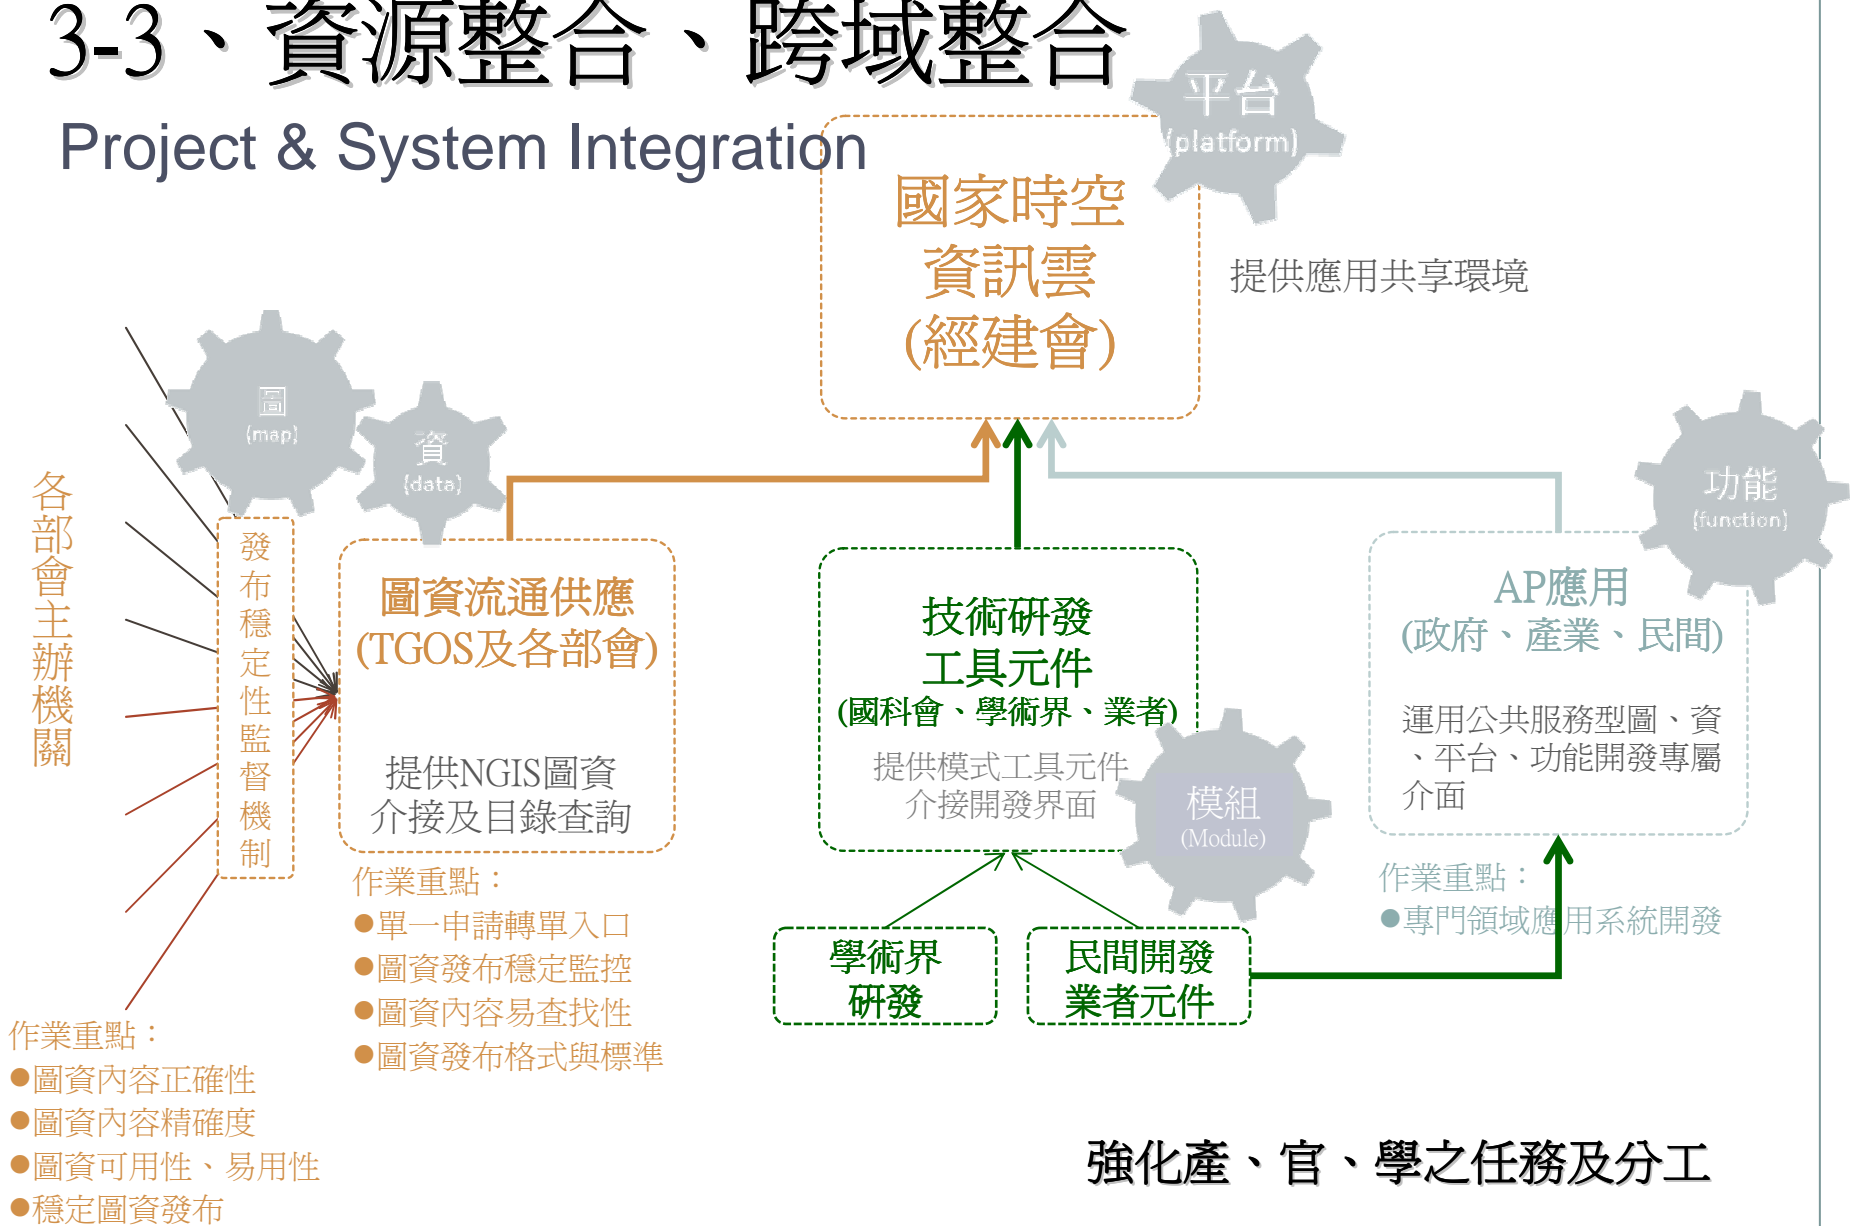 3-3、資源整合、跨域整合
Project & System Integration
平台
(platform)
國家時空
資訊雲
(經建會)
提供應用共享環境
圖
(map)
資
(data)
功能
(function)
各部會主辦機關
發布穩定性監督機制
圖資流通供應
(TGOS及各部會)
提供NGIS圖資
介接及目錄查詢
技術研發
工具元件
(國科會、學術界、業者)
提供模式工具元件
介接開發界面
模組
(Module)
AP應用
(政府、產業、民間)
運用公共服務型圖、資
、平台、功能開發專屬
介面
作業重點：
●單一申請轉單入口
●圖資發布穩定監控
●圖資內容易查找性
●圖資發布格式與標準
作業重點：
●專門領域應用系統開發
學術界
研發
民間開發
業者元件
作業重點：
●圖資內容正確性
●圖資內容精確度
●圖資可用性、易用性
●穩定圖資發布
強化產、官、學之任務及分工